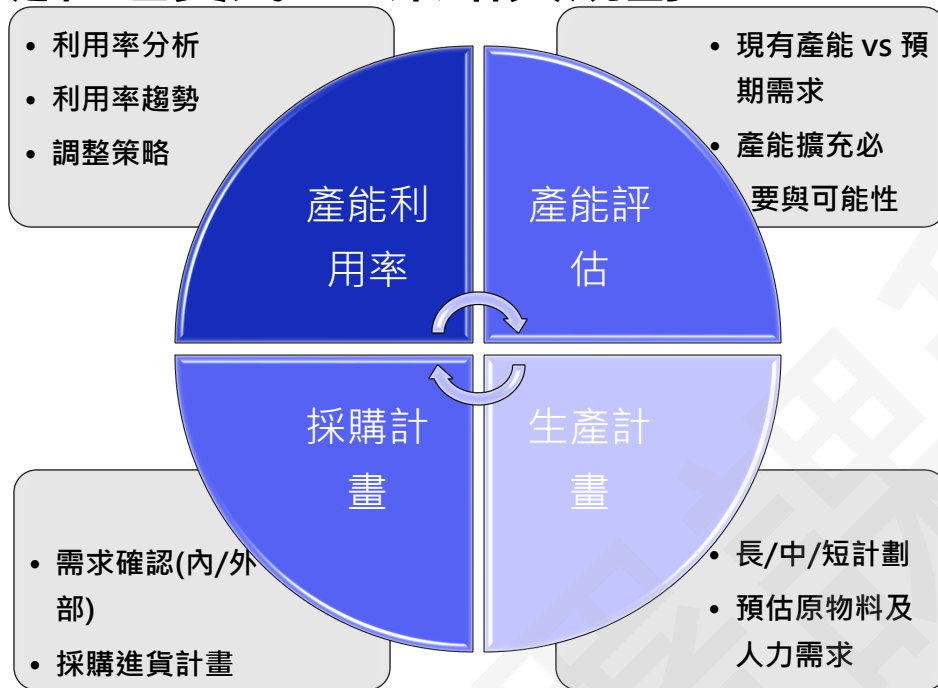 • 利用率分析
• 利用率趨勢
• 調整策略
• 現有產能 vs 預
期需求
• 產能擴充必
要與可能性
產能利
用率
產能評
估
採購計
畫
生產計
畫
• 需求確認(內/外
部)
• 採購進貨計畫
• 長/中/短計劃
• 預估原物料及
人力需求